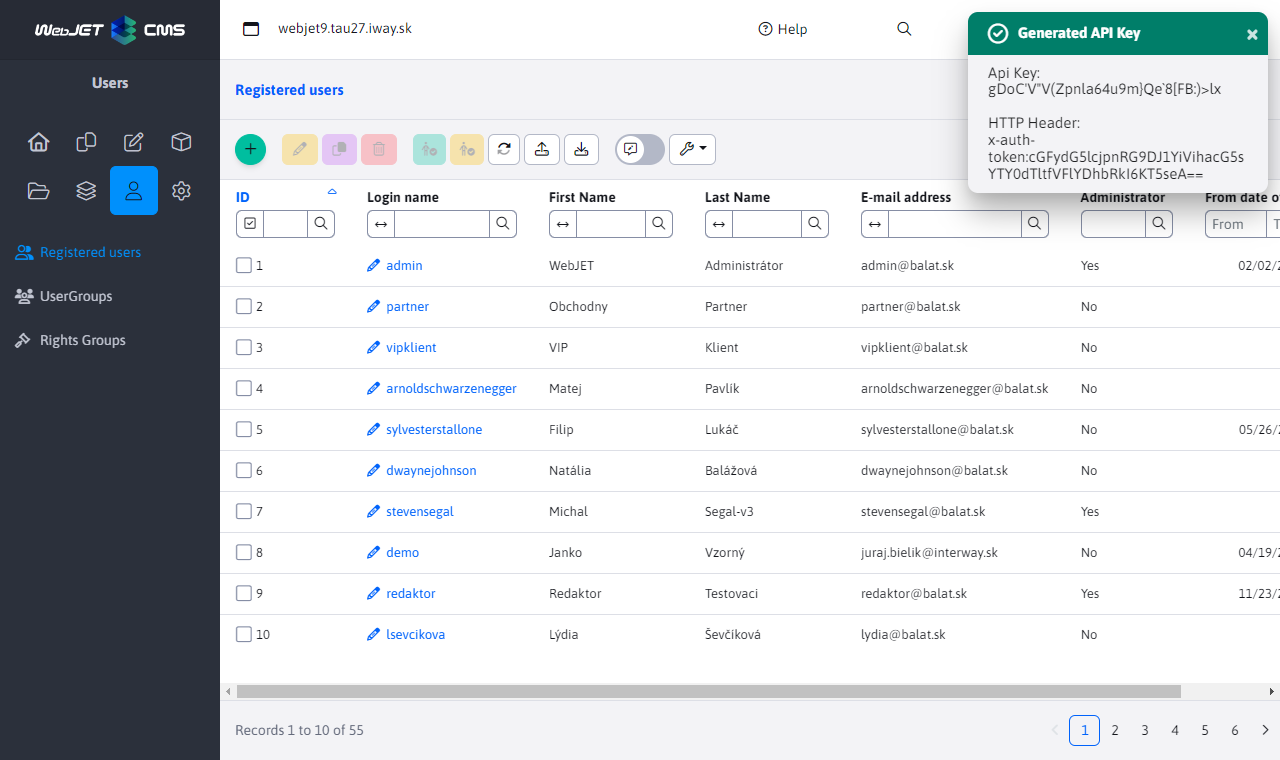 WebJET CMS
webjet9.tau27.iway.sk
Help
Generated API Key
Api Key:
gDoC'V"V(Zpnla64u9m}Qe`8[FB:)>lx
HTTP Header:
x-auth-
token:cGFydG5lcjpnRG9DJ1YiVihacG5s
YTY0dTltfVFlYDhbRkI6KT5seA==
Users
Registered users
UserGroups
Rights Groups
Registered users
ID Login name First Name Last Name E-mail address Administrator From date o
From T
1 admin WebJET Administrátor admin@balat.sk Yes 02/02/2
2 partner Obchodny Partner partner@balat.sk No
3 vipklient VIP Klient vipklient@balat.sk No
4 arnoldschwarzenegger Matej Pavlík arnoldschwarzenegger@balat.sk No
5 sylvesterstallone Filip Lukáč sylvesterstallone@balat.sk No 05/26/2
6 dwaynejohnson Natália Balážová dwaynejohnson@balat.sk No
7 stevensegal Michal Segal-v3 stevensegal@balat.sk Yes
8 demo Janko Vzorný juraj.bielik@interway.sk No 04/19/2
9 redaktor Redaktor Testovaci redaktor@balat.sk Yes 11/23/2
10 lsevcikova Lýdia Ševčíková lydia@balat.sk No
Records 1 to 10 of 55
1 2 3 4 5 6